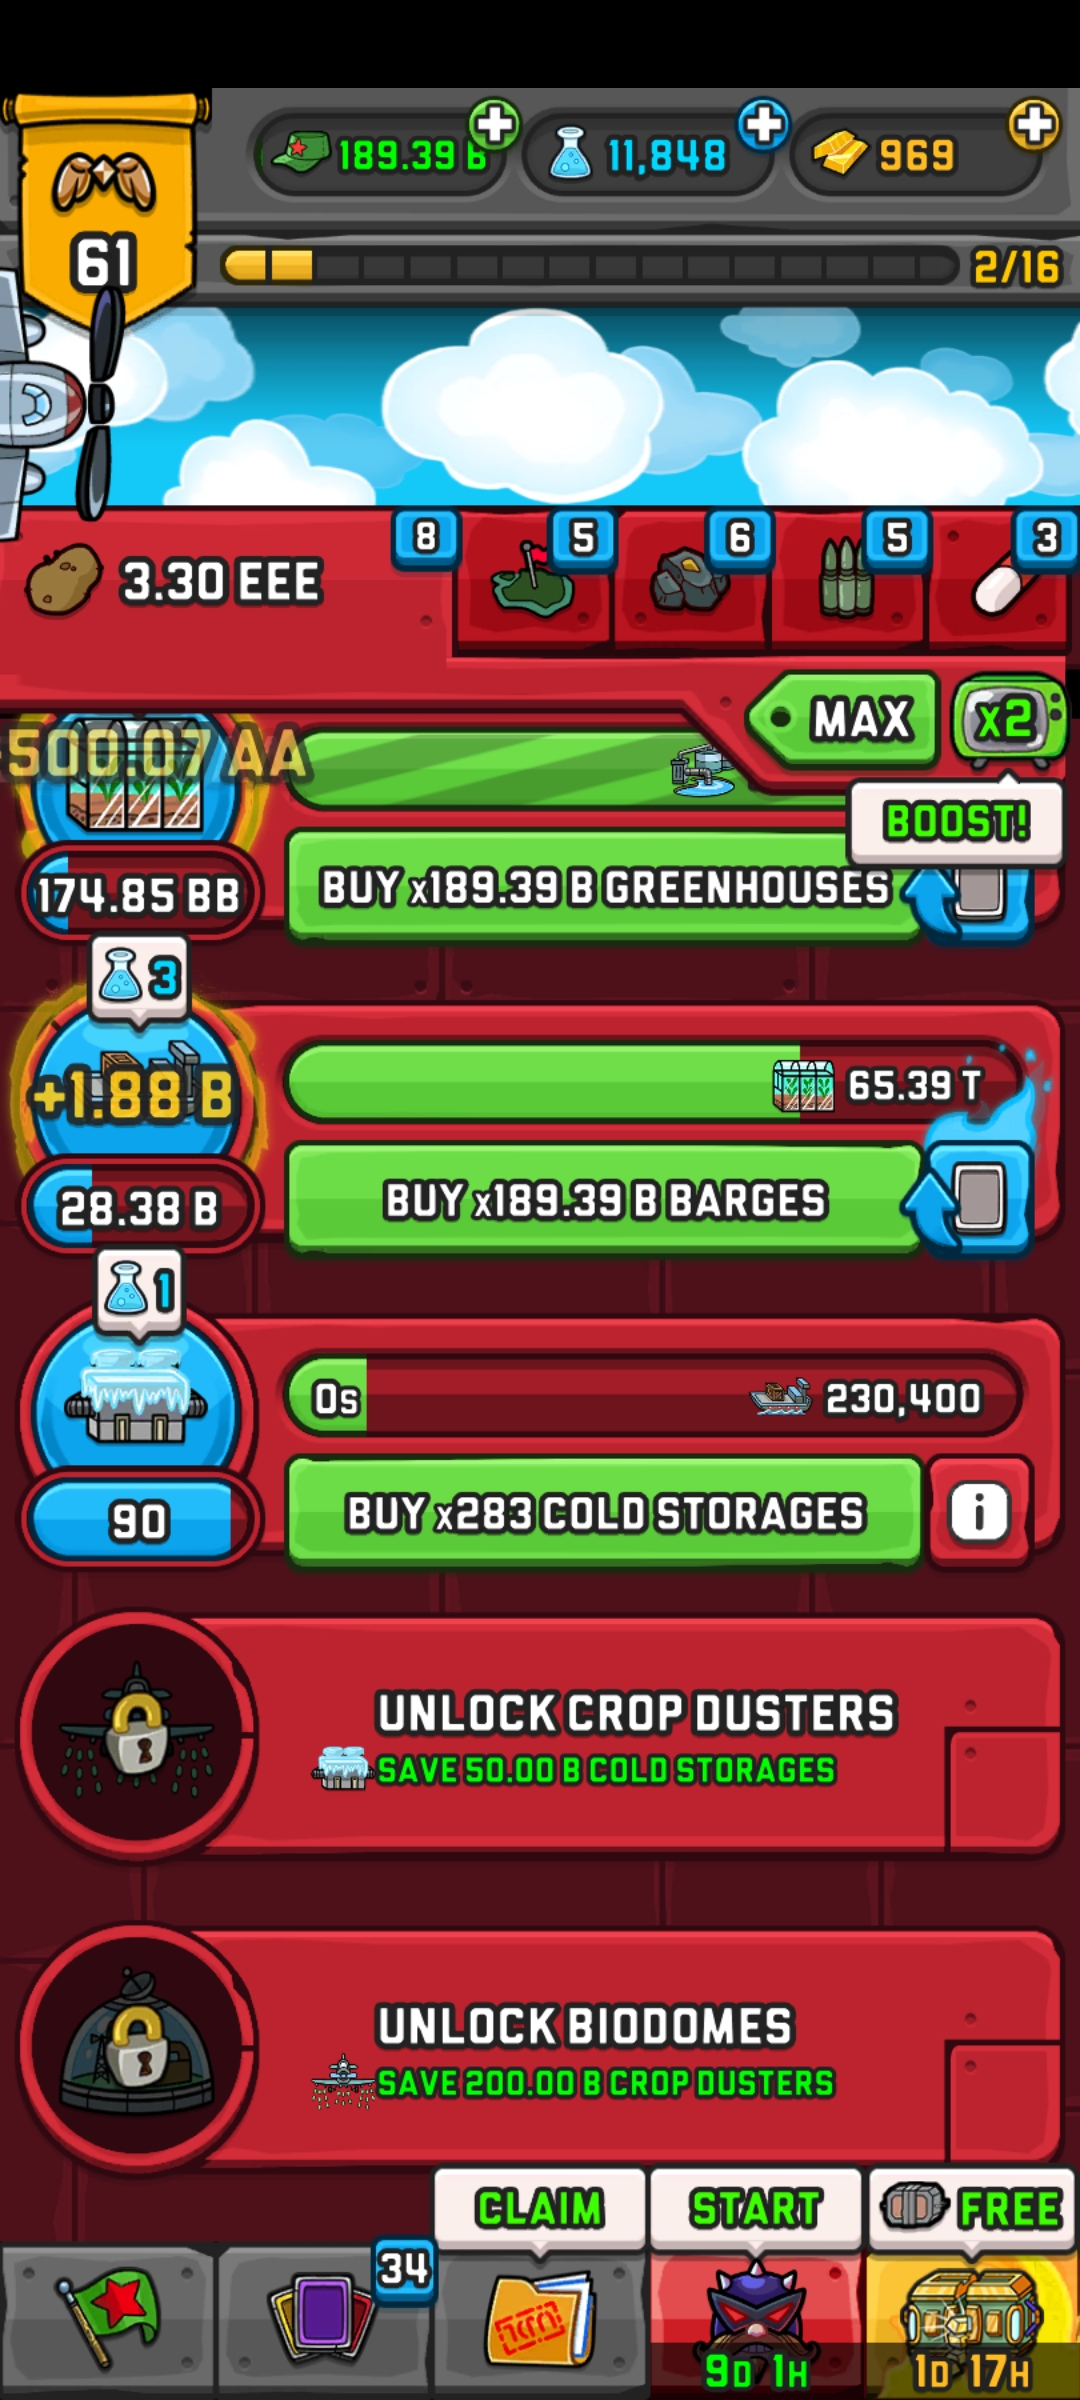 189.39 B
11,848
969
61
2/16
3.30 EEE
8
5
6
5
3
MAX
x2
BOOST!
500.07 AA
174.85 BB
BUY x189.39 B GREENHOUSES
3
+1.88 B
65.39 T
28.38 B
BUY x189.39 B BARGES
1
0s
230,400
90
BUY x283 COLD STORAGES
i
UNLOCK CROP DUSTERS
SAVE 50.00 B COLD STORAGES
UNLOCK BIODOMES
SAVE 200.00 B CROP DUSTERS
CLAIM
START
FREE
34
9D 1H
1D 17H